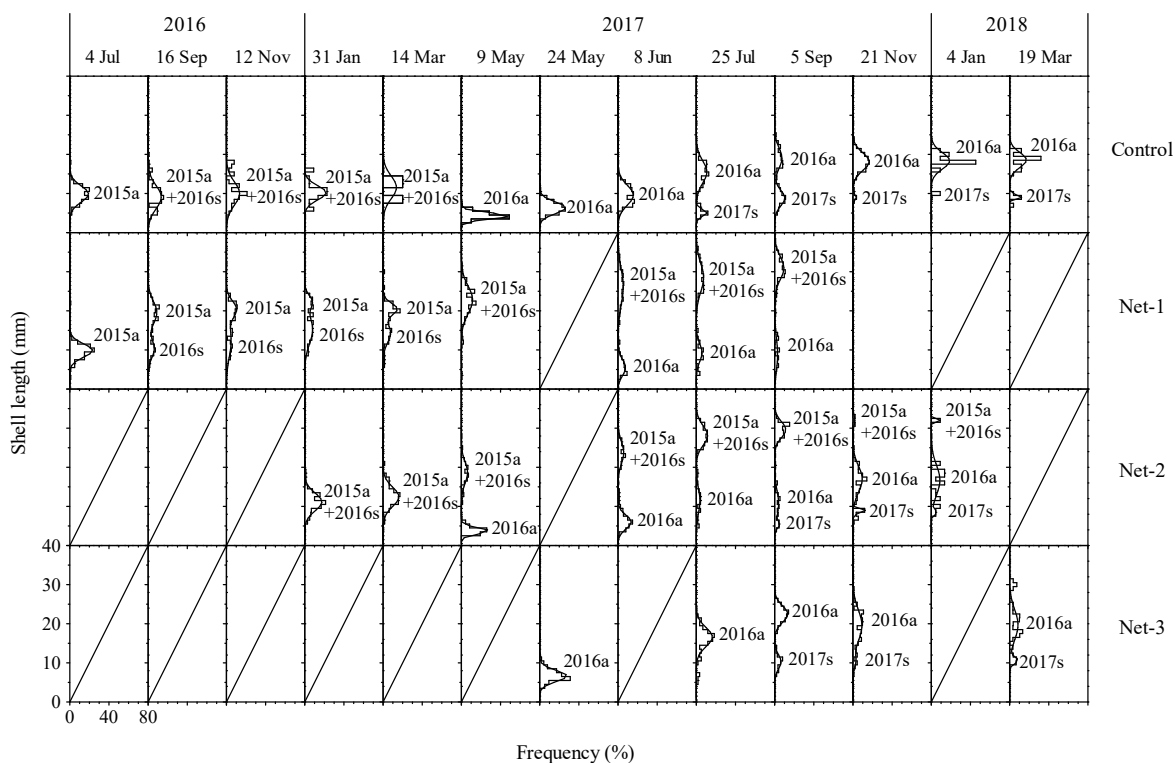 2016 2017 2018
4 Jul 16 Sep 12 Nov 31 Jan 14 Mar 9 May 24 May 8 Jun 25 Jul 5 Sep 21 Nov 4 Jan 19 Mar
Control
2015a
2015a
+2016s
2015a
+2016s
2015a
+2016s
2015a
+2016s
2016a
2016a
2016a
2016a
2017s
2016a
2017s
2016a
2017s
2016a
2017s
2016a
2017s
Net-1
2015a
2015a
2016s
2015a
2016s
2015a
2016s
2015a
2016s
2015a
+2016s
2015a
+2016s
2016a
2015a
+2016s
2016a
2015a
+2016s
2016a
Net-2
2015a
+2016s
2015a
+2016s
2015a
+2016s
2016a
2015a
+2016s
2016a
2015a
+2016s
2016a
2015a
+2016s
2016a
2017s
2015a
+2016s
2016a
2017s
2015a
+2016s
2016a
2017s
Net-3
2016a
2016a
2016a
2017s
2016a
2017s
2016a
2017s
Shell length (mm)
40
30
20
10
0
0 40 80
Frequency (%)